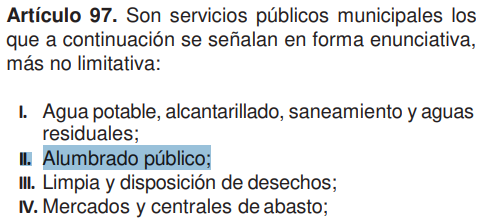 Artículo 97. Son servicios públicos municipales los
que a continuación se señalan en forma enunciativa,
más no limitativa:
I. Agua potable, alcantarillado, saneamiento y aguas
residuales;
II. Alumbrado público;
III. Limpia y disposición de desechos;
IV. Mercados y centrales de abasto;